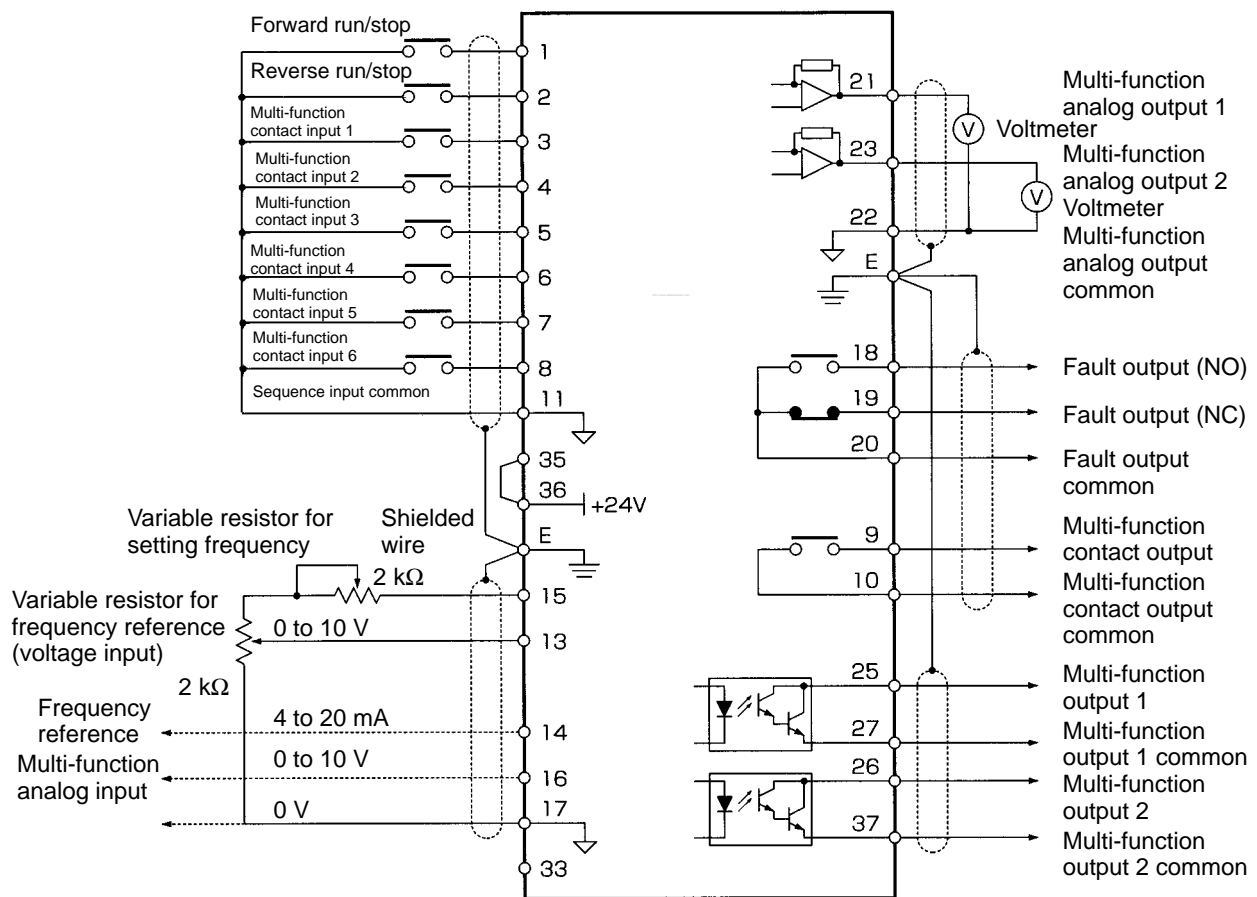 Forward run/stop
1
Reverse run/stop
2
Multi-function
contact input 1
3
Multi-function
contact input 2
4
Multi-function
contact input 3
5
Multi-function
contact input 4
6
Multi-function
contact input 5
7
Multi-function
contact input 6
8
Sequence input common
11
35
36
+24V
Variable resistor for
setting frequency
Shielded
wire
E
2 kΩ
15
Variable resistor for
frequency reference
(voltage input)
0 to 10 V
13
2 kΩ
Frequency
reference
4 to 20 mA
14
Multi-function
analog input
0 to 10 V
16
0 V
17
33
21
Multi-function
analog output 1
V
Voltmeter
23
Multi-function
analog output 2
V
Voltmeter
22
Multi-function
analog output
common
E
18
Fault output (NO)
19
Fault output (NC)
20
Fault output
common
9
Multi-function
contact output
10
Multi-function
contact output
common
25
Multi-function
output 1
27
Multi-function
output 1 common
26
Multi-function
output 2
37
Multi-function
output 2 common